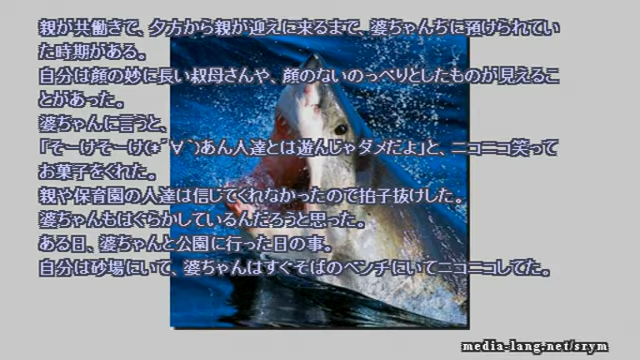 親が共働きで、夕方から親が迎えに来るまで、婆ちゃんちに預けられてい
た時期がある。
自分は顔の妙に長い叔母さんや、顔のないのっぺりとしたものが見えるこ
とがあった。
婆ちゃんに言うと、
「そーけそーけ(*´∀`)あん人達とは遊んじゃダメだよ」と、ニコニコ笑って
お菓子をくれた。
親や保育園の人達は信じてくれなかったので拍子抜けした。
婆ちゃんもはぐらかしているんだろうと思った。
ある日、婆ちゃんと公園に行った日の事。
自分は砂場にいて、婆ちゃんはすぐそばのベンチにいてニコニコしてた。
media-lang.net/srym